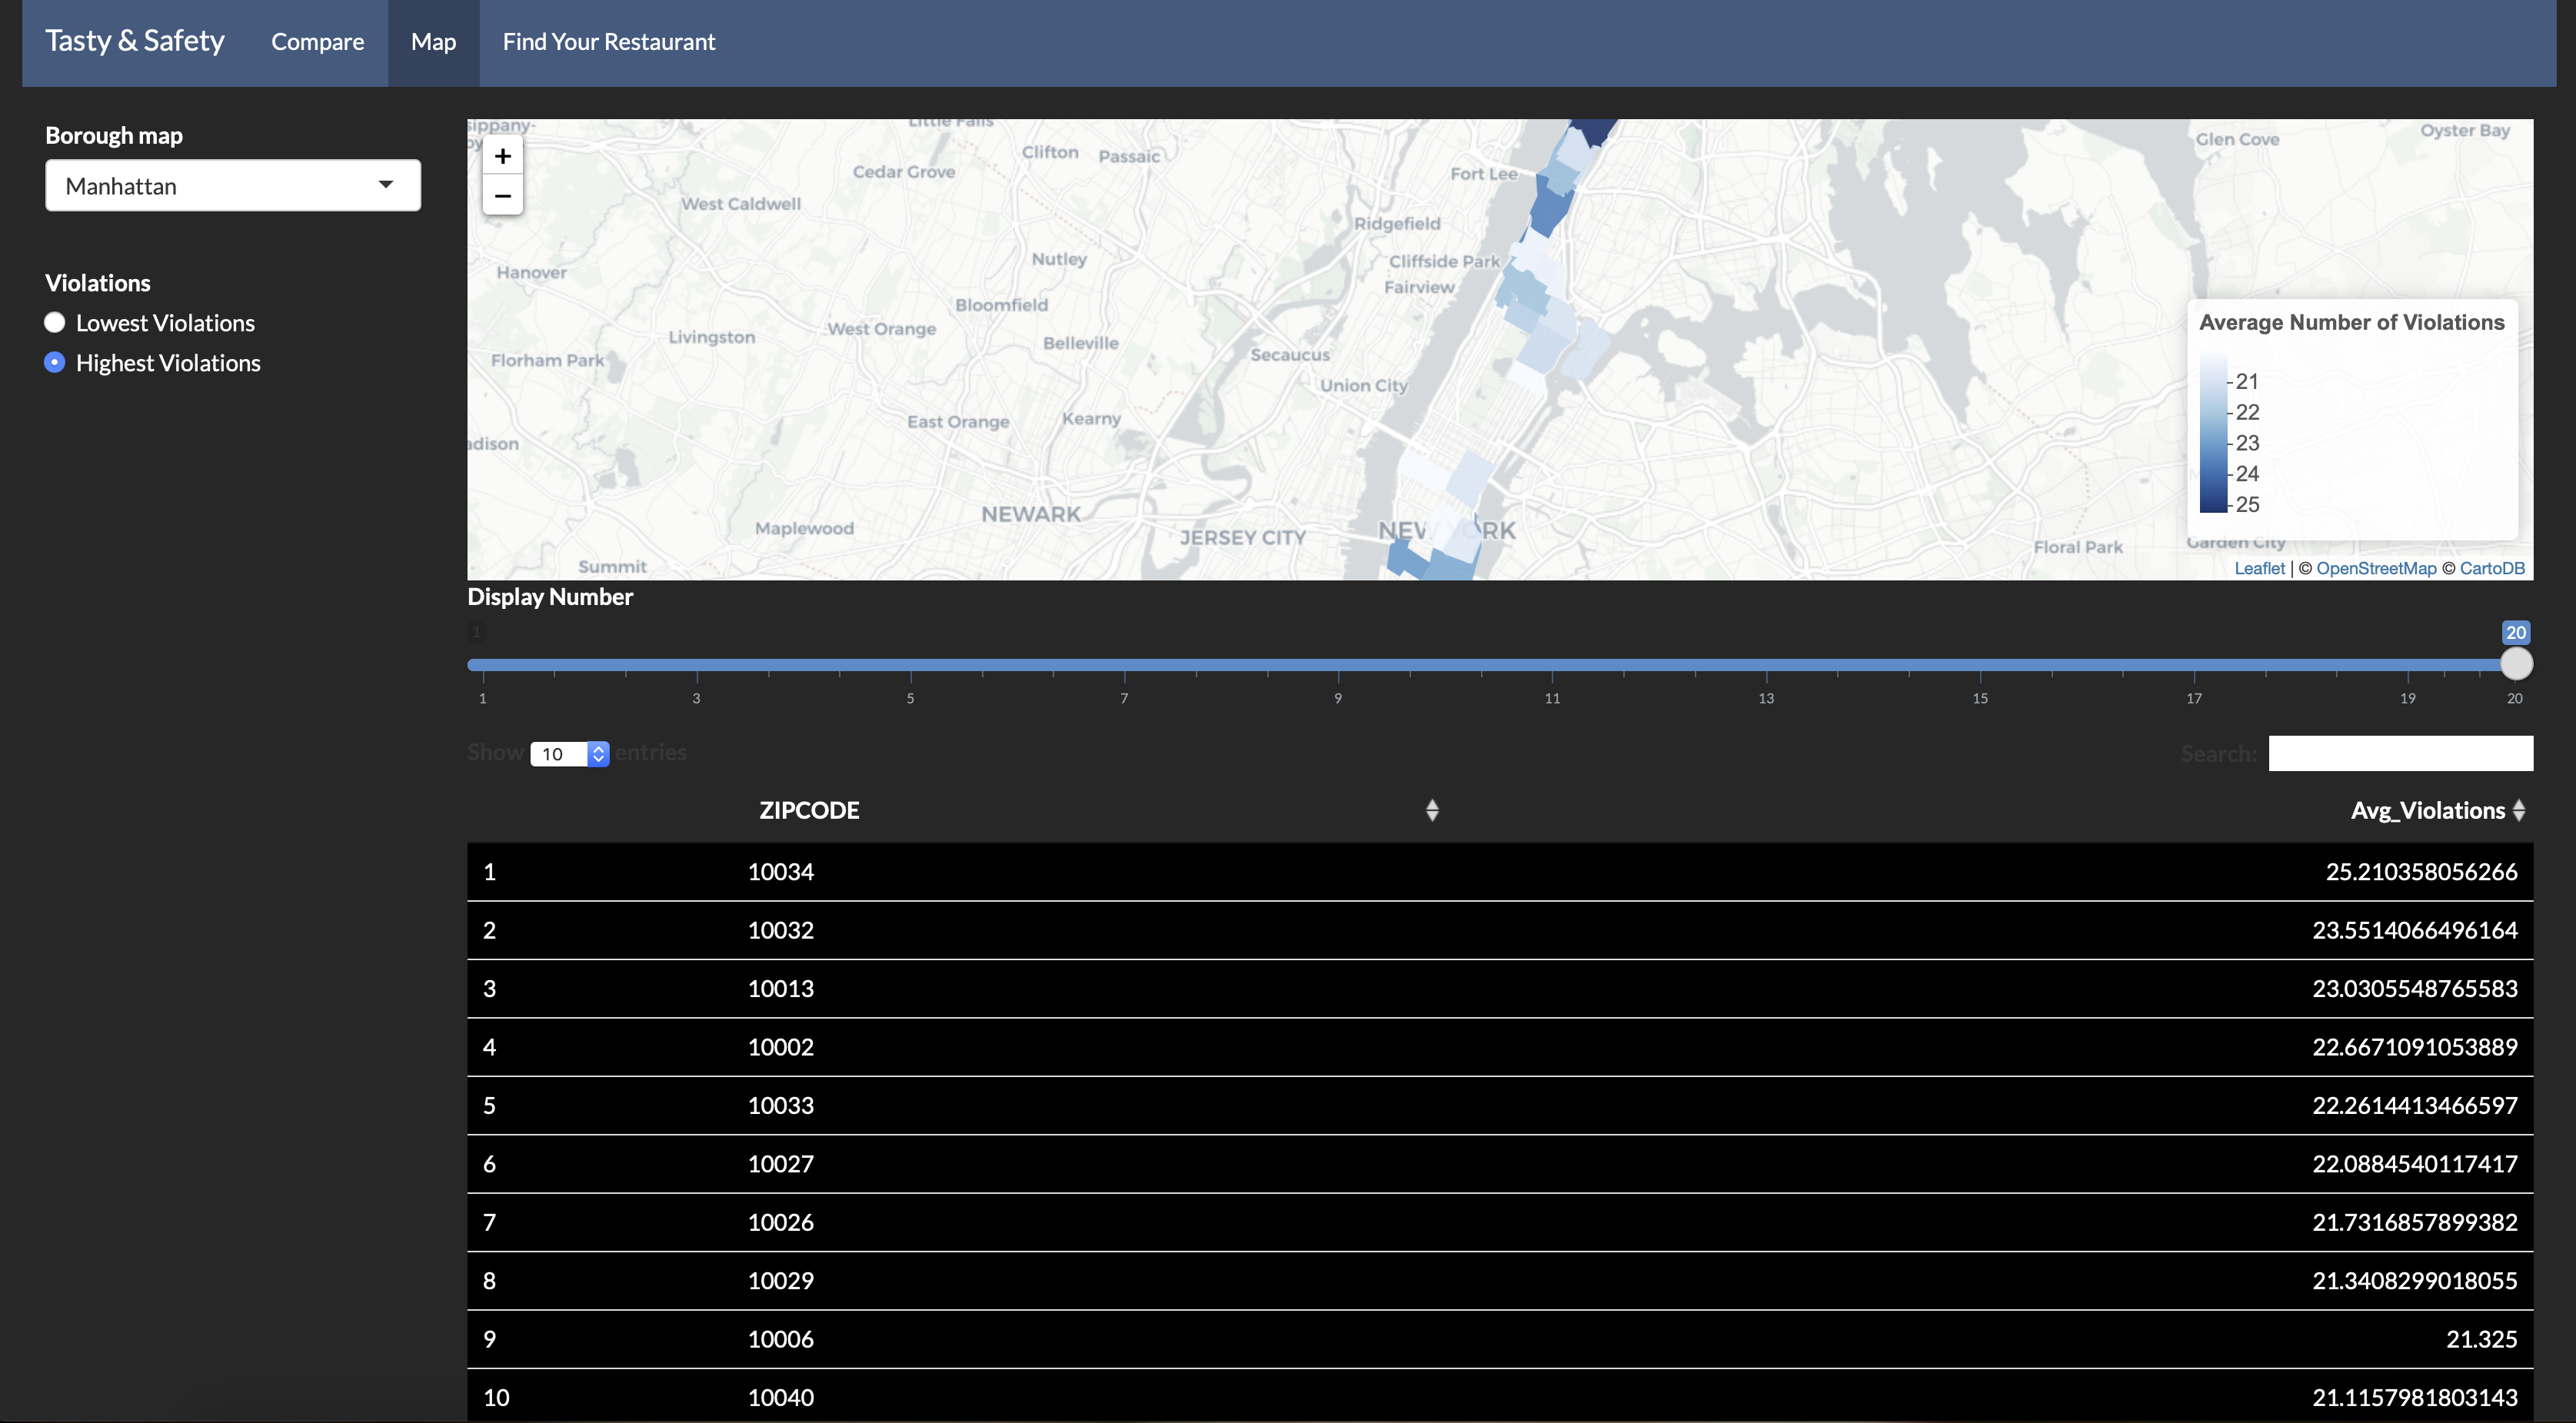 Tasty & Safety Compare Map Find Your Restaurant
Borough map
Manhattan
Violations
Lowest Violations
Highest Violations
+
−
sippany-
Little Falls
Clifton
Passaic
Cedar Grove
West Caldwell
Fort Lee
Glen Cove
Oyster Bay
Ridgefield
Hanover
Nutley
Cliffside Park
Fairview
Bloomfield
Livingston
West Orange
Belleville
Florham Park
Secaucus
Union City
East Orange
Kearny
adison
NEWARK
Maplewood
JERSEY CITY
NEW YORK
Summit
Floral Park
Garden City
Average Number of Violations
21
22
23
24
25
Leaflet | © OpenStreetMap © CartoDB
Display Number
1 20
1 3 5 7 9 11 13 15 17 19 20
Show 10 entries Search:
ZIPCODE Avg_Violations
1 10034 25.210358056266
2 10032 23.5514066496164
3 10013 23.0305548765583
4 10002 22.6671091053889
5 10033 22.2614413466597
6 10027 22.0884540117417
7 10026 21.7316857899382
8 10029 21.3408299018055
9 10006 21.325
10 10040 21.1157981803143